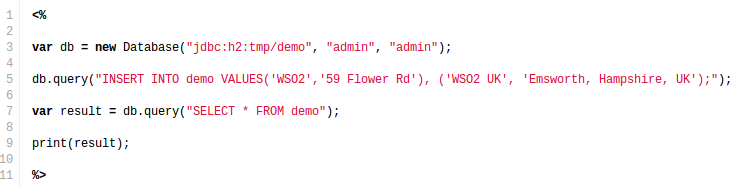 1 <%
2
3 var db = new Database("jdbc:h2:tmp/demo", "admin", "admin");
4
5 db.query("INSERT INTO demo VALUES('WSO2','59 Flower Rd'), ('WSO2 UK', 'Emsworth, Hampshire, UK');");
6
7 var result = db.query("SELECT * FROM demo");
8
9 print(result);
10
11 %>